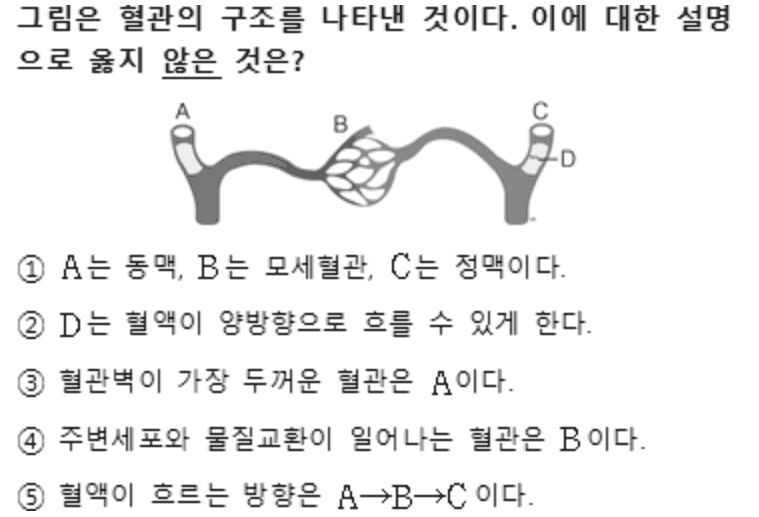 그림은 혈관의 구조를 나타낸 것이다. 이에 대한 설명
으로 옳지 않은 것은?
A
B
C
D
① A는 동맥, B는 모세혈관, C는 정맥이다.
② D는 혈액이 양방향으로 흐를 수 있게 한다.
③ 혈관벽이 가장 두꺼운 혈관은 A이다.
④ 주변세포와 물질교환이 일어나는 혈관은 B이다.
⑤ 혈액이 흐르는 방향은 A→B→C 이다.